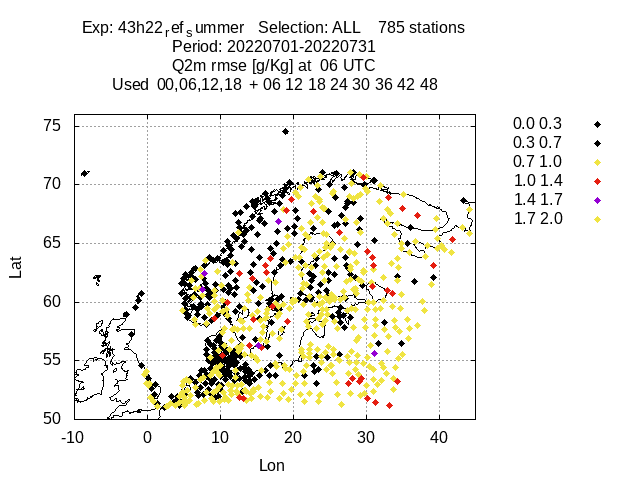 Exp: 43h22refsummer   Selection: ALL    785 stations
Period: 20220701-20220731
Q2m rmse [g/Kg] at  06 UTC
Used  00,06,12,18  + 06 12 18 24 30 36 42 48
75
70
65
60
55
50
-10 0 10 20 30 40
Lat
Lon
0.0 0.3
0.3 0.7
0.7 1.0
1.0 1.4
1.4 1.7
1.7 2.0